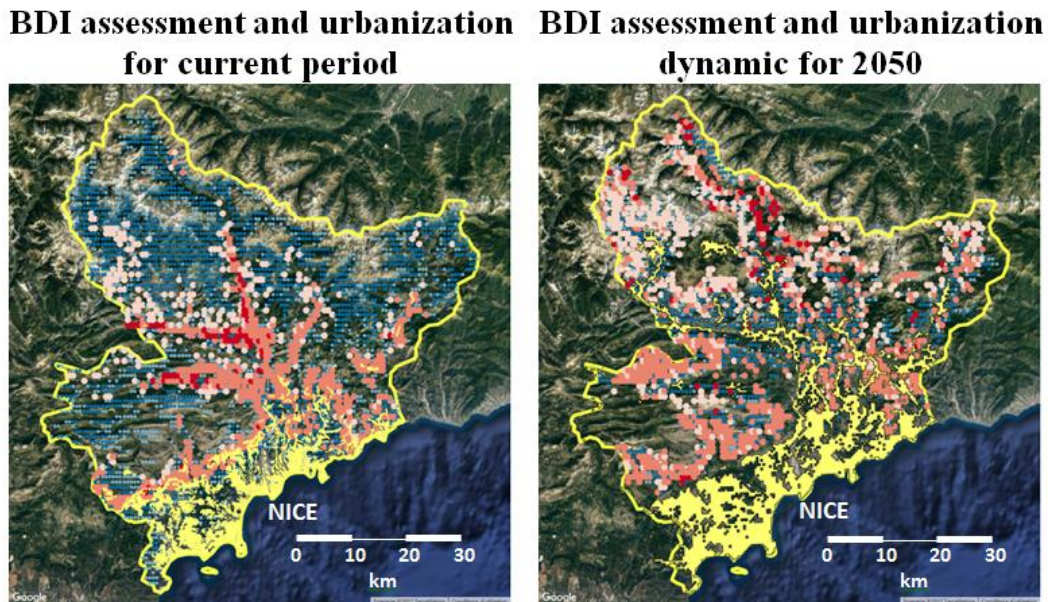 BDI assessment and urbanization
for current period
BDI assessment and urbanization
dynamic for 2050
NICE
0 10 20 30
km
Google
NICE
0 10 20 30
km
Google